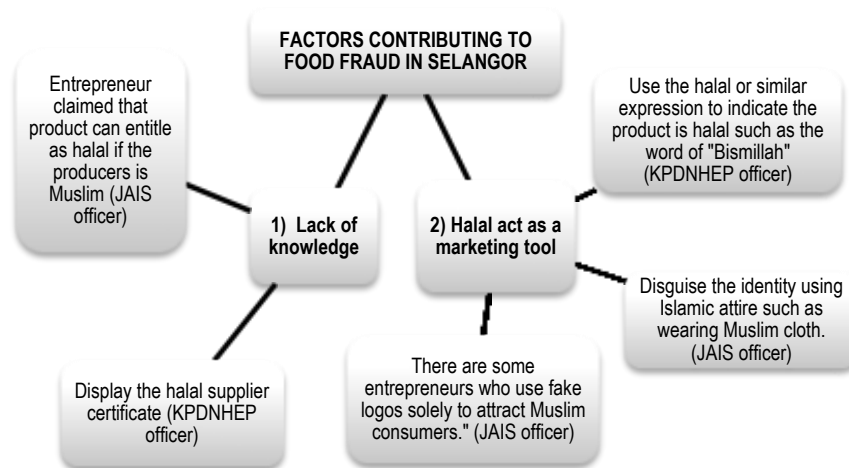 FACTORS CONTRIBUTING TO
FOOD FRAUD IN SELANGOR
Entrepreneur
claimed that
product can entitle
as halal if the
producers is
Muslim (JAIS
officer)
Use the halal or similar
expression to indicate the
product is halal such as the
word of "Bismillah"
(KPDNHEP officer)
1) Lack of
knowledge
2) Halal act as a
marketing tool
Disguise the identity using
Islamic attire such as
wearing Muslim cloth.
(JAIS officer)
Display the halal supplier
certificate (KPDNHEP
officer)
There are some
entrepreneurs who use fake
logos solely to attract Muslim
consumers." (JAIS officer)